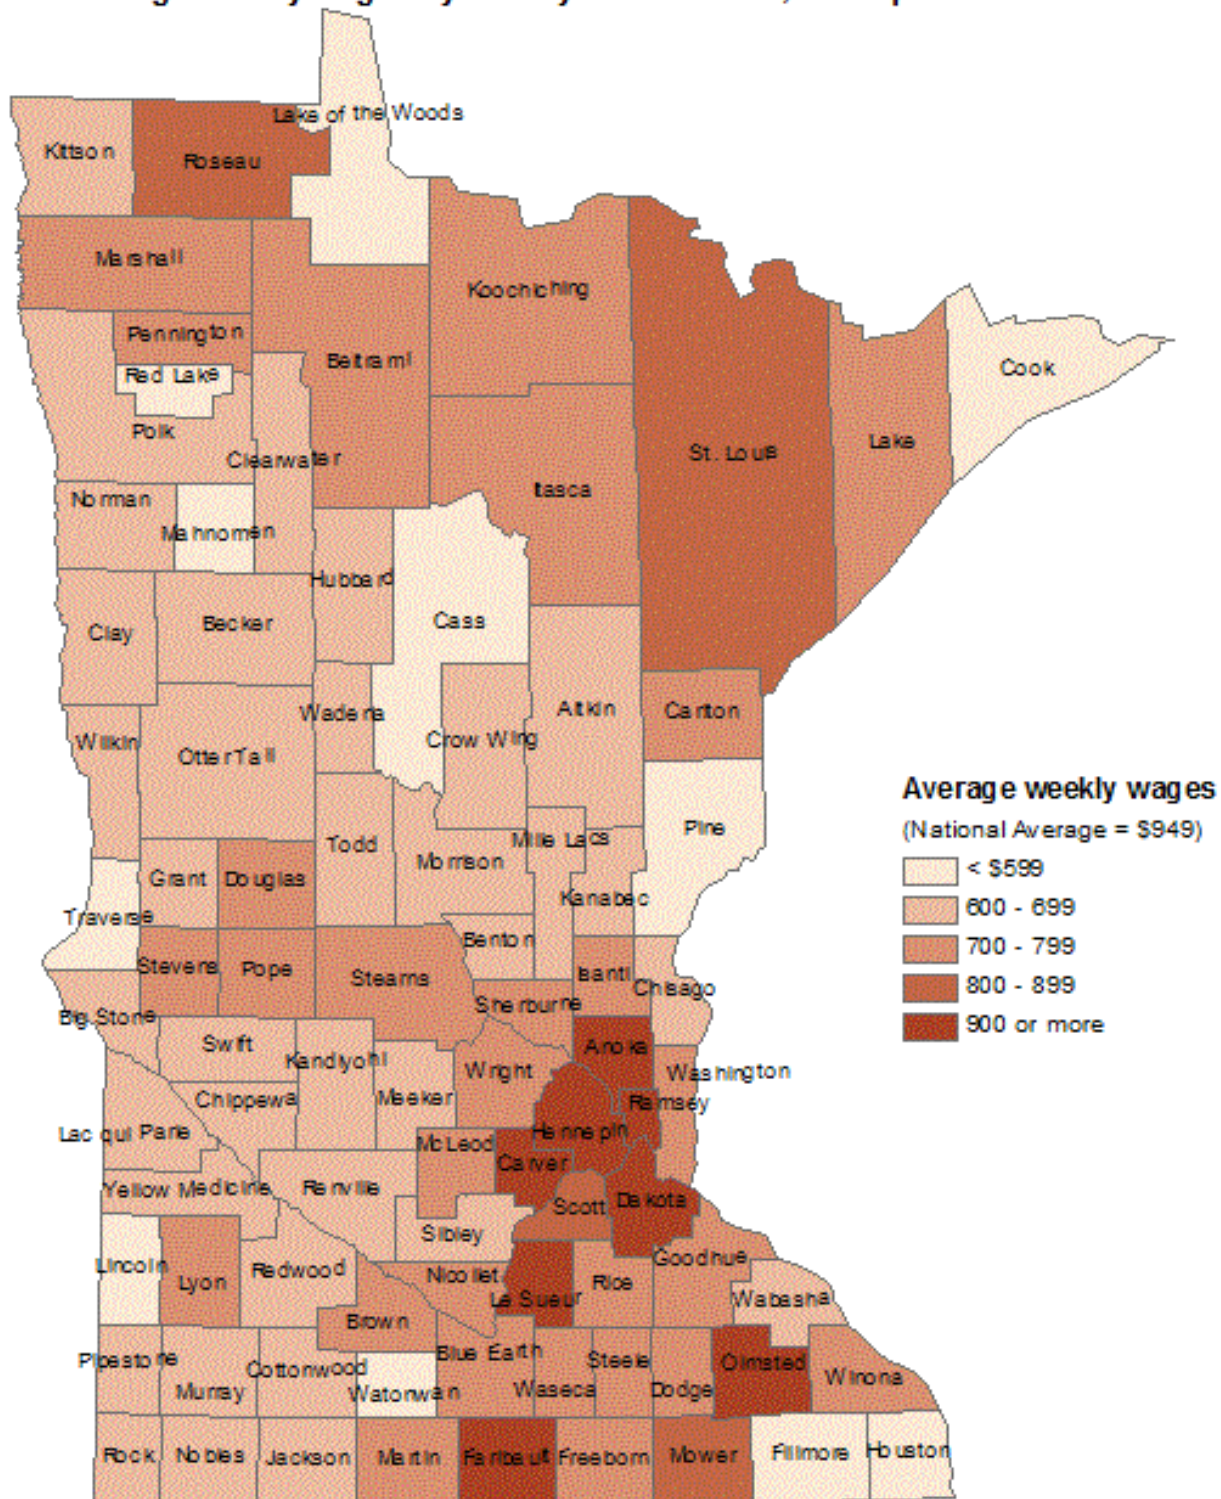 Lake of the Woods
Kittson
Roseau
Marshall
Koochiching
Pennington
Beltrami
Red Lake
Cook
Polk
Lake
St. Louis
Clearwater
Itasca
Norman
Mahnomen
Hubbard
Becker
Cass
Clay
Aitkin
Carlton
Wadena
Crow Wing
Wilkin
Otter Tail
Average weekly wages
(National Average = $949)
< $599
600 - 699
700 - 799
800 - 899
900 or more
Pine
Mille Lacs
Todd
Morrison
Grant
Douglas
Kanabec
Traverse
Benton
Stevens
Pope
Stearns
Isanti
Chisago
Sherburne
Big Stone
Swift
Anoka
Kandiyohi
Wright
Washington
Chippewa
Meeker
Ramsey
Lac qui Parle
Hennepin
McLeod
Carver
Yellow Medicine
Renville
Dakota
Scott
Sibley
Goodhue
Lincoln
Redwood
Lyon
Nicollet
Rice
Le Sueur
Wabasha
Brown
Blue Earth
Pipestone
Cottonwood
Steele
Olmsted
Winona
Murray
Watonwan
Waseca
Dodge
Rock
Nobles
Jackson
Martin
Faribault
Freeborn
Mower
Fillmore
Houston